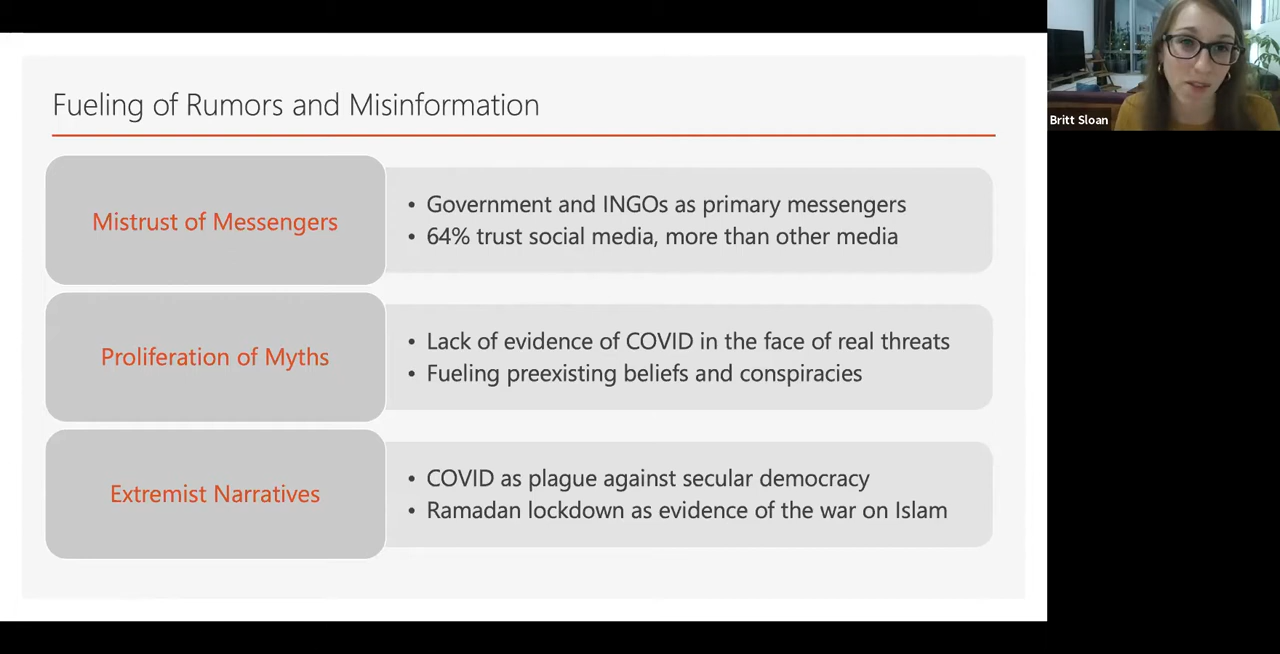 Fueling of Rumors and Misinformation
Mistrust of Messengers
• Government and INGOs as primary messengers
• 64% trust social media, more than other media
Proliferation of Myths
• Lack of evidence of COVID in the face of real threats
• Fueling preexisting beliefs and conspiracies
Extremist Narratives
• COVID as plague against secular democracy
• Ramadan lockdown as evidence of the war on Islam
Britt Sloan